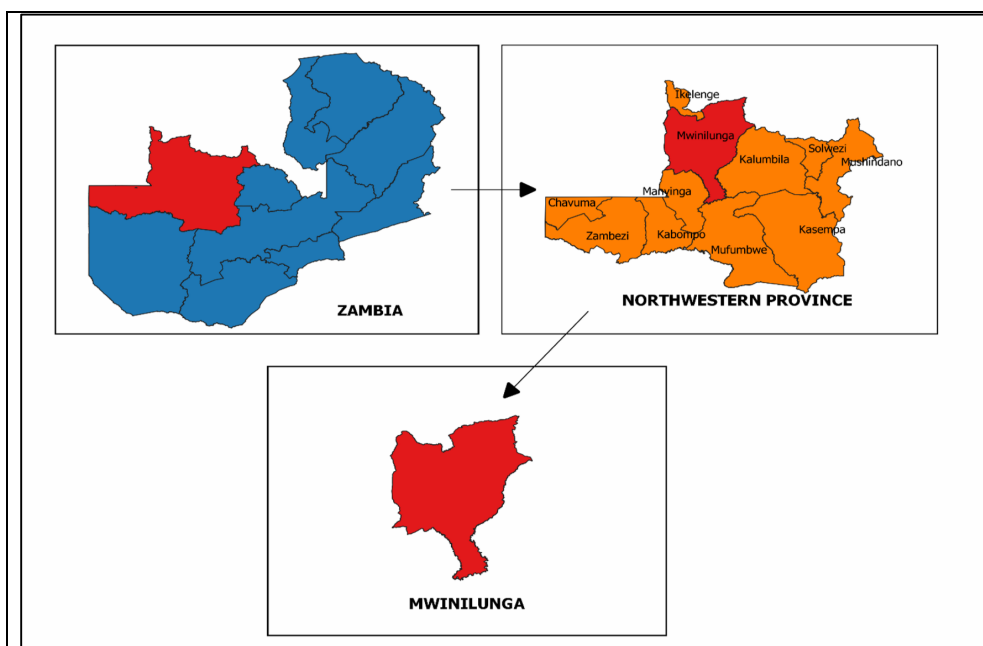 ZAMBIA
Ikelenge
Mwinilunga
Solwezi
Kalumbila
Mushindano
Manyinga
Chavuma
Kasempa
Zambezi
Kabompo
Mufumbwe
NORTHWESTERN PROVINCE
MWINILUNGA